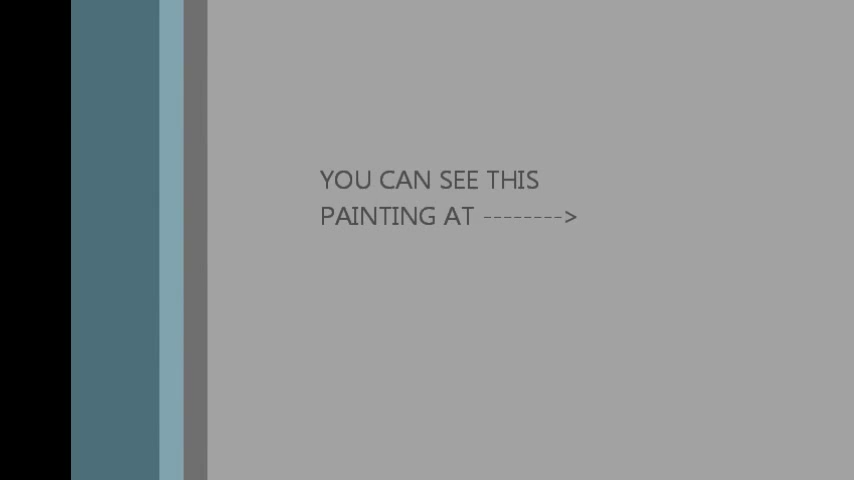 YOU CAN SEE THIS
PAINTING AT -------->